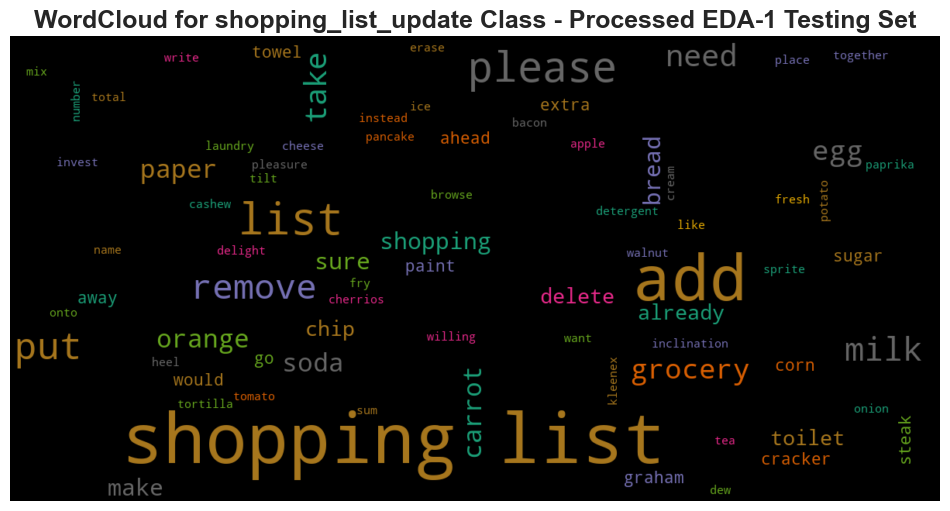 WordCloud for shopping_list_update Class - Processed EDA-1 Testing Set
erase
write
towel
please
need
place
together
mix
take
number
total
ice
extra
instead
bacon
pancake
ahead
laundry
cheese
apple
bread
egg
invest
paper
pleasure
cream
paprika
tilt
browse
cashew
list
detergent
fresh
potato
like
name
delight
shopping
sure
paint
walnut
sugar
remove
fry
add
sprite
away
cherrios
delete
onto
chip
already
put
orange
willing
want
inclination
milk
heel
go
soda
grocery
corn
would
carrot
kleenex
tortilla
tomato
sum
onion
shopping list
tea
toilet
steak
cracker
make
graham
dew